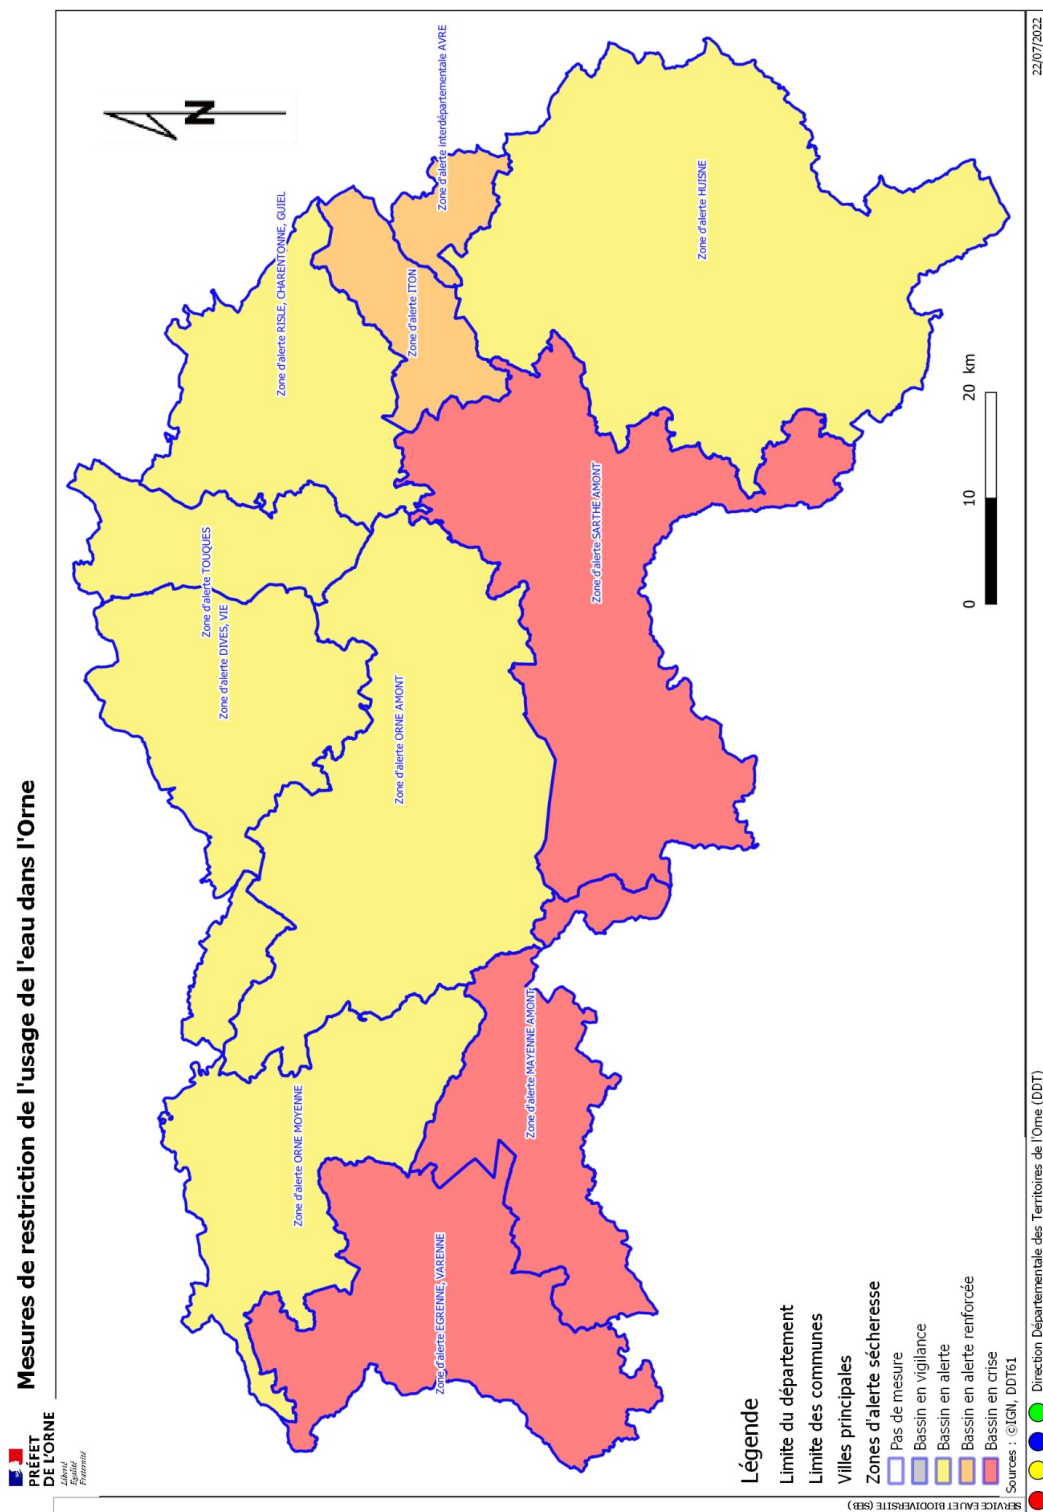 PRÉFET
DE L'ORNE
Liberté
Égalité
Fraternité
Mesures de restriction de l'usage de l'eau dans l'Orne
N
Zone d'alerte TOUQUES
Zone d'alerte DIVES, VIE
Zone d'alerte RISLE, CHARENTONNE, GUIEL
Zone d'alerte interdépartementale AVRE
Zone d'alerte ITON
Zone d'alerte ORNE MOYENNE
Zone d'alerte ORNE AMONT
Zone d'alerte EGRENNE, VARENNE
Zone d'alerte MAYENNE AMONT
Zone d'alerte SARTHE AMONT
Zone d'alerte HUISNE
Légende
Limite du département
Limite des communes
Villes principales
Zones d'alerte sécheresse
Pas de mesure
Bassin en vigilance
Bassin en alerte
Bassin en alerte renforcée
Bassin en crise
Sources : ©IGN, DDT61
0 10 20 km
SERVICE EAU ET BIODIVERSITE (SEB)
Direction Départementale des Territoires de l'Orne (DDT)
22/07/2022